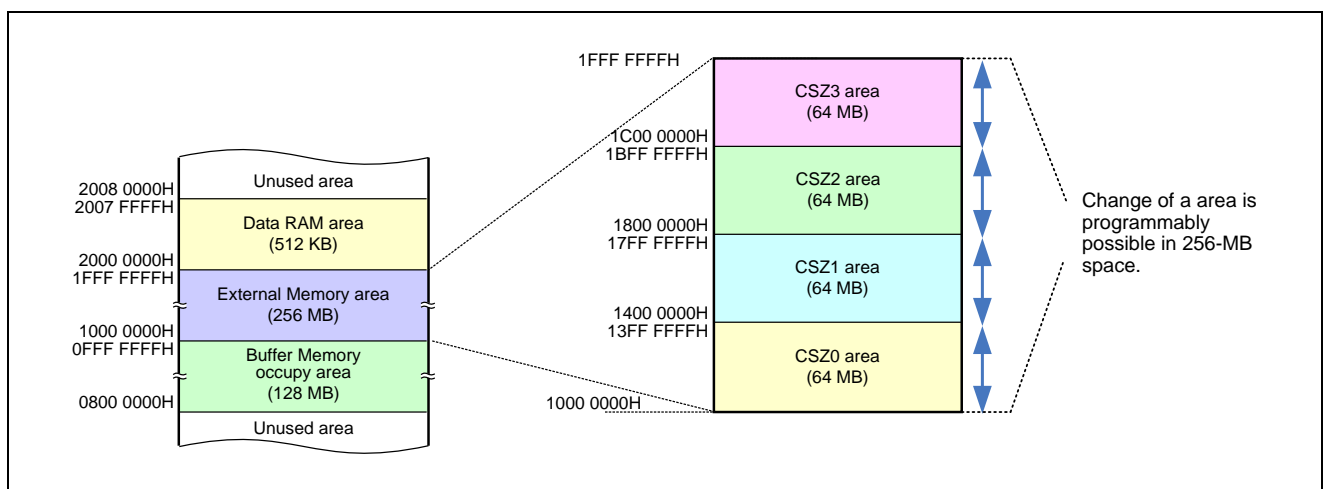 2008 0000H
2007 FFFFH
2000 0000H
1FFF FFFFH
1000 0000H
0FFF FFFFH
0800 0000H
Unused area
Data RAM area
(512 KB)
External Memory area
(256 MB)
Buffer Memory
occupy area
(128 MB)
Unused area
1FFF FFFFH
1C00 0000H
1BFF FFFFH
1800 0000H
17FF FFFFH
1400 0000H
13FF FFFFH
1000 0000H
CSZ3 area
(64 MB)
CSZ2 area
(64 MB)
CSZ1 area
(64 MB)
CSZ0 area
(64 MB)
Change of a area is
programmably
possible in 256-MB
space.